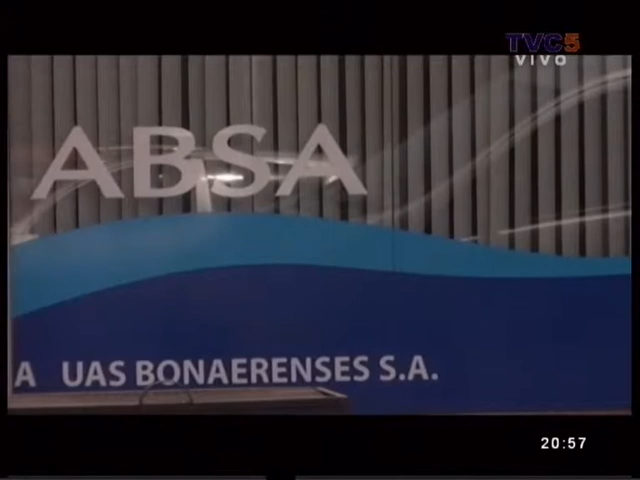 TVC5
VIVO
ABSA
A UAS BONAERENSES S.A.
20:57